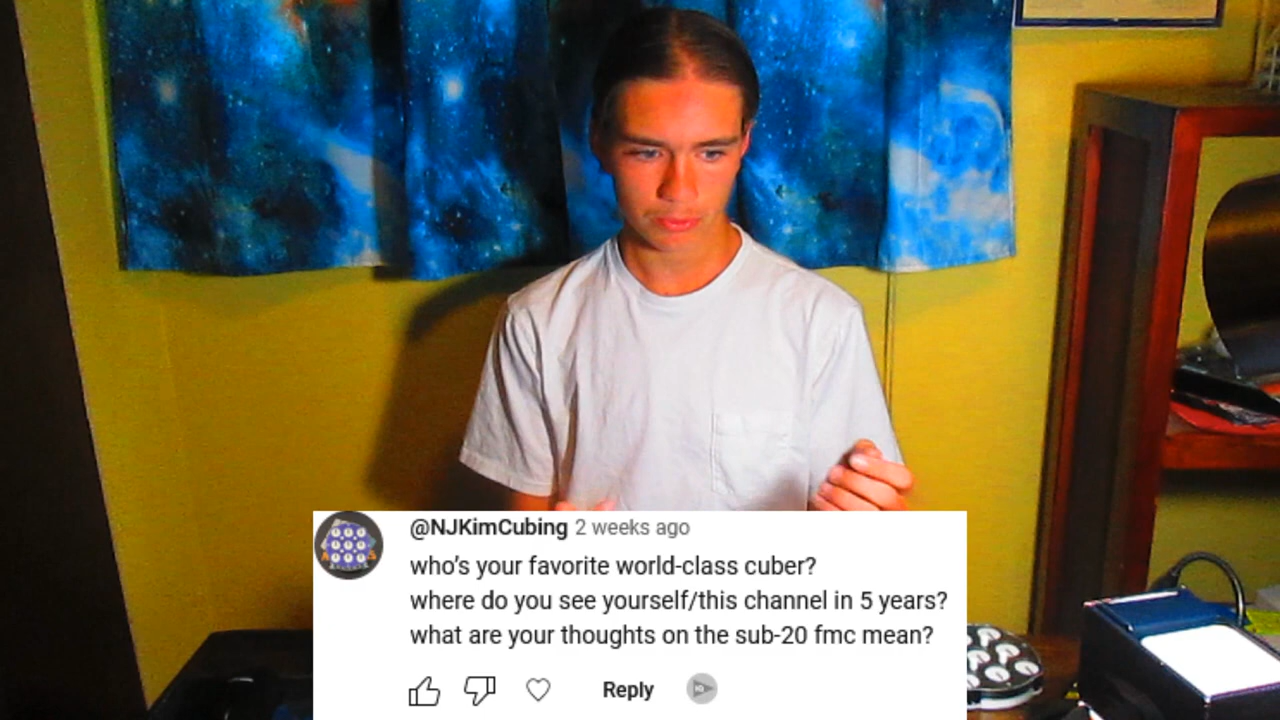 @NJKimCubing 2 weeks ago
who's your favorite world-class cuber?
where do you see yourself/this channel in 5 years?
what are your thoughts on the sub-20 fmc mean?
Reply